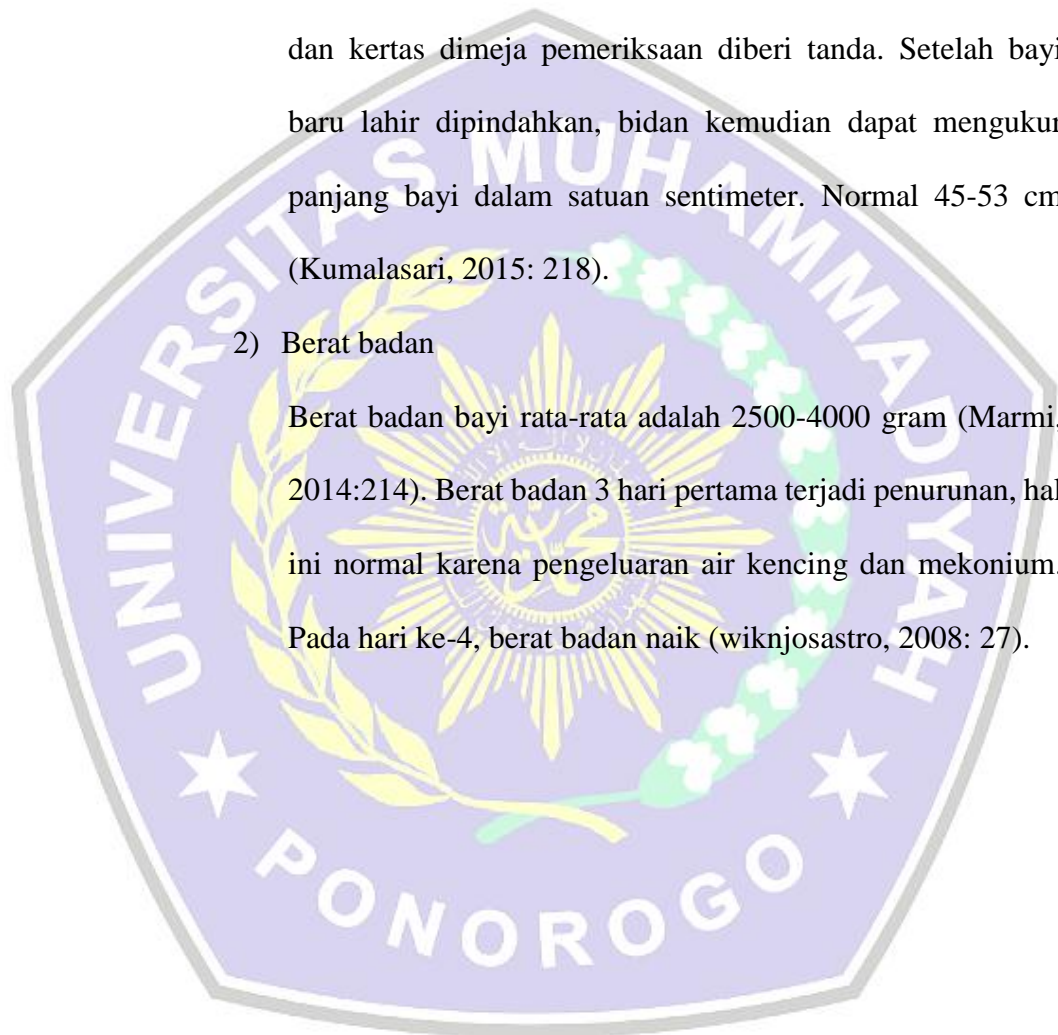 dan kertas dimeja pemeriksaan diberi tanda. Setelah bayi
baru lahir dipindahkan, bidan kemudian dapat mengukur
panjang bayi dalam satuan sentimeter. Normal 45-53 cm
(Kumalasari, 2015: 218).
2) Berat badan
Berat badan bayi rata-rata adalah 2500-4000 gram (Marmi,
2014:214). Berat badan 3 hari pertama terjadi penurunan, hal
ini normal karena pengeluaran air kencing dan mekonium.
Pada hari ke-4, berat badan naik (wiknjosastro, 2008: 27).
UNIVERSITAS MUHAMMADIYAH
PONOROGO